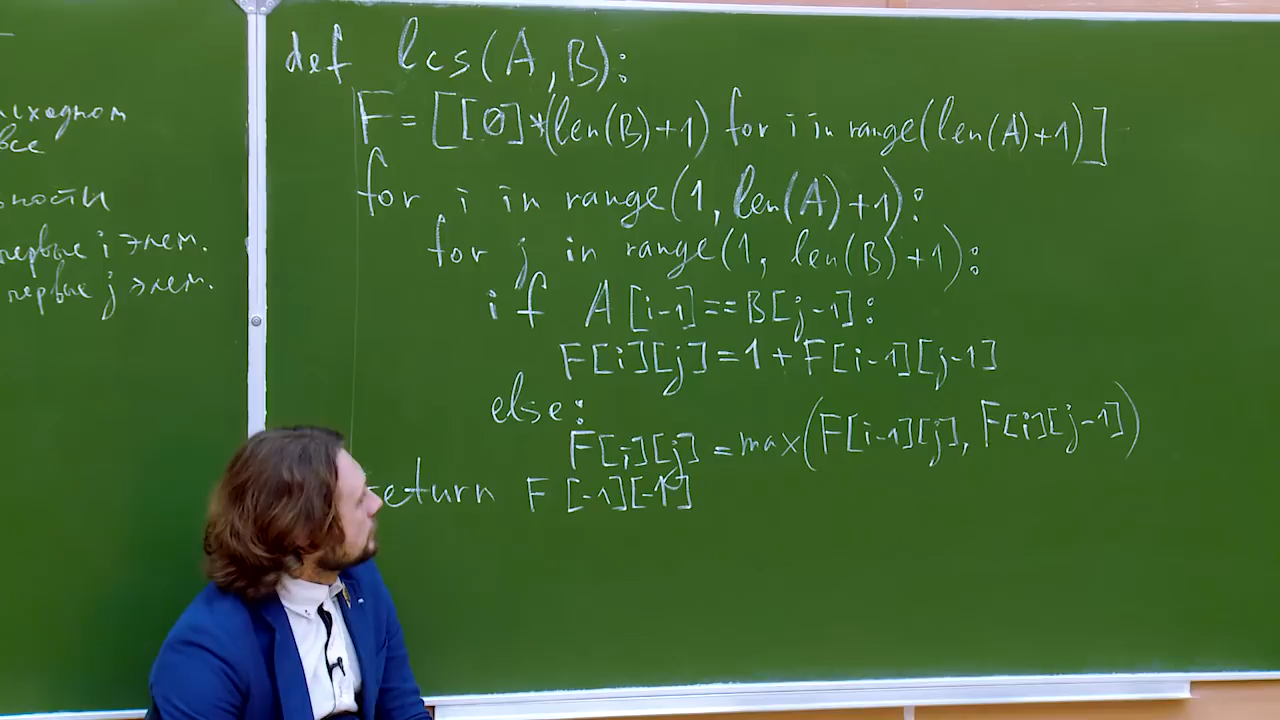 все
первые i элем.
первые j элем.
def lcs(A, B):
F = [[0]*(len(B)+1) for i in range(len(A)+1)]
for i in range(1, len(A)+1):
for j in range(1, len(B)+1):
if A[i-1]==B[j-1]:
F[i][j]=1+F[i-1][j-1]
else:
F[i][j]=max(F[i-1][j], F[i][j-1])
return F[-1][-1]